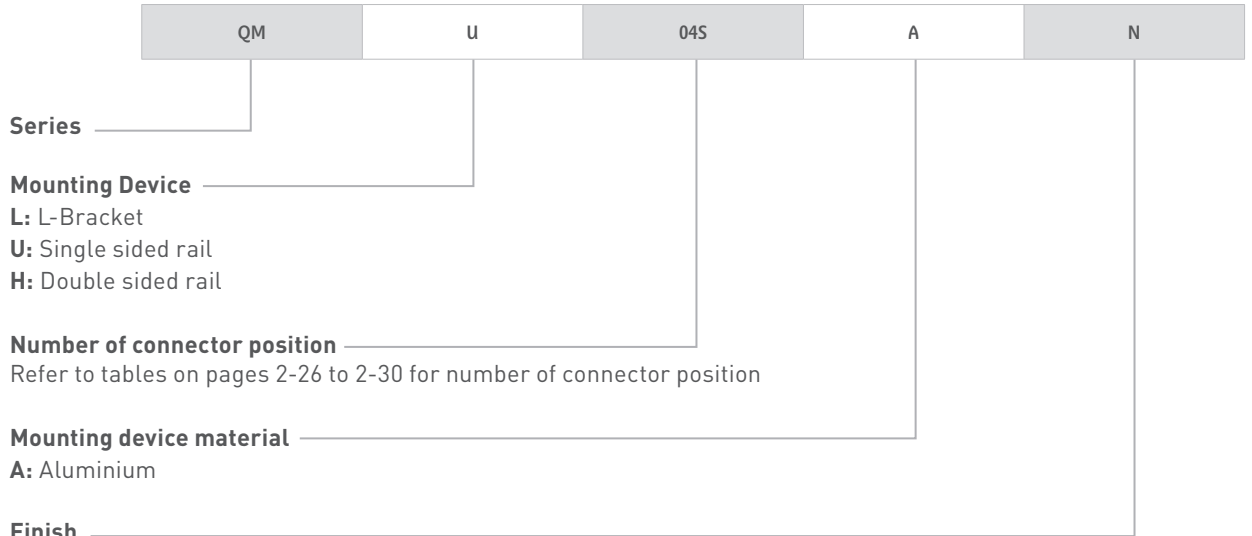 QM U 04S A N
Series
Mounting Device
L: L-Bracket
U: Single sided rail
H: Double sided rail
Number of connector position
Refer to tables on pages 2-26 to 2-30 for number of connector position
Mounting device material
A: Aluminium
Finish